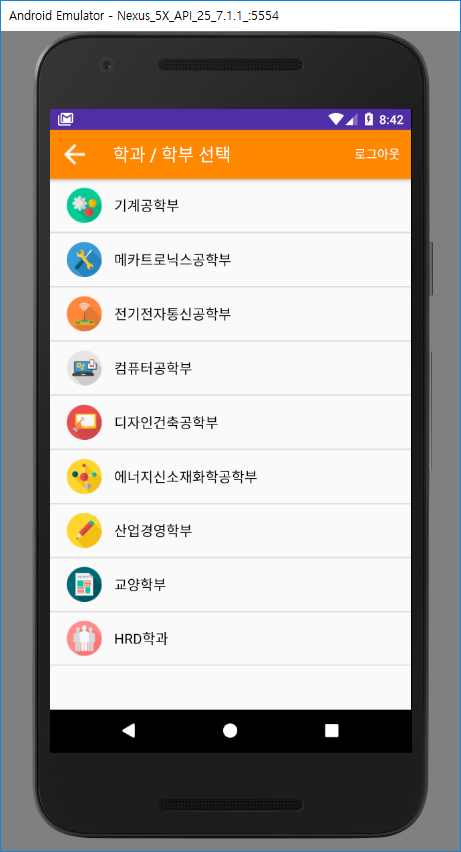 Android Emulator - Nexus_5X_API_25_7.1.1_:5554
8:42
학과 / 학부 선택
로그아웃
기계공학부
메카트로닉스공학부
전기전자통신공학부
컴퓨터공학부
디자인건축공학부
에너지신소재화학공학부
산업경영학부
교양학부
HRD학과